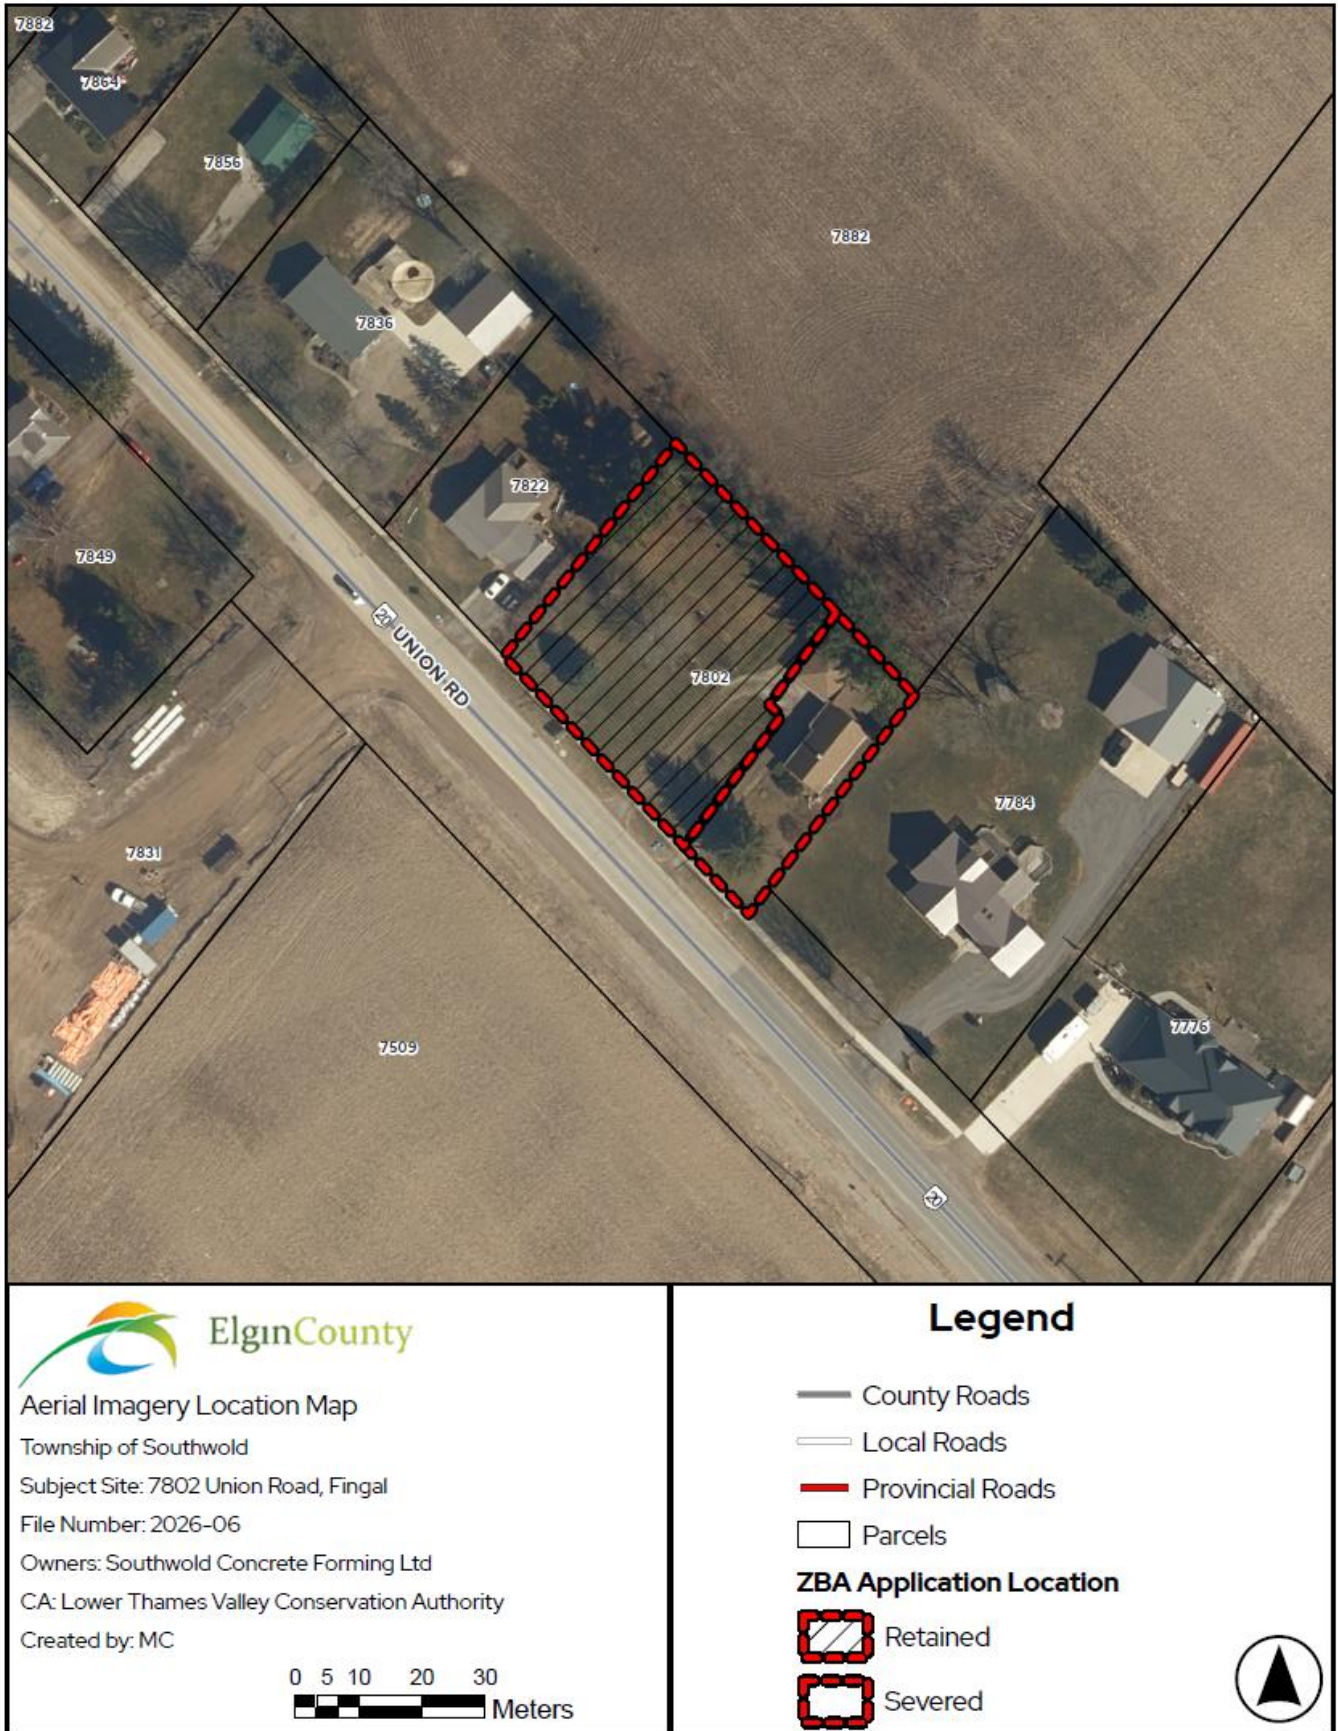 7882
7864
7856
7882
7836
7822
7849
20 UNION RD
7802
7784
7831
7776
7509
20
ElginCounty
Aerial Imagery Location Map
Township of Southwold
Subject Site: 7802 Union Road, Fingal
File Number: 2026-06
Owners: Southwold Concrete Forming Ltd
CA: Lower Thames Valley Conservation Authority
Created by: MC
0 5 10 20 30
Meters
Legend
County Roads
Local Roads
Provincial Roads
Parcels
ZBA Application Location
Retained
Severed